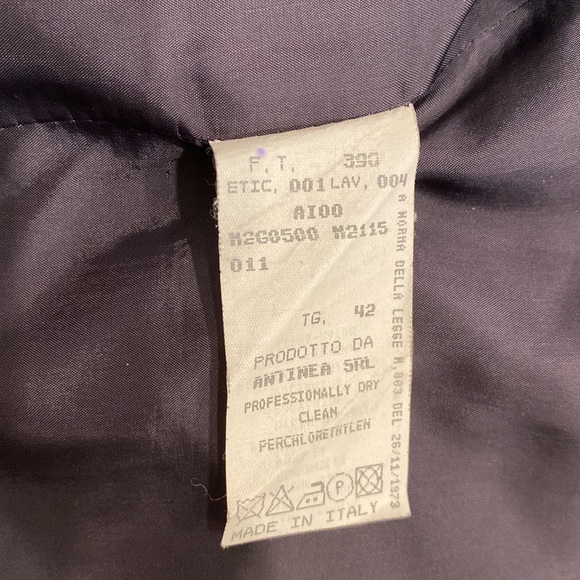 F. T. 390
ETIC, 001 LAV, 004
AI00
M2G0500 M2115
011
TG, 42
PRODOTTO DA
ANTINEA SRL
PROFESSIONALLY DRY
CLEAN
PERCHLORETHYLEN
P
MADE IN ITALY
A NORMA DELLA LEGGE N.883 DEL 26/11/1973